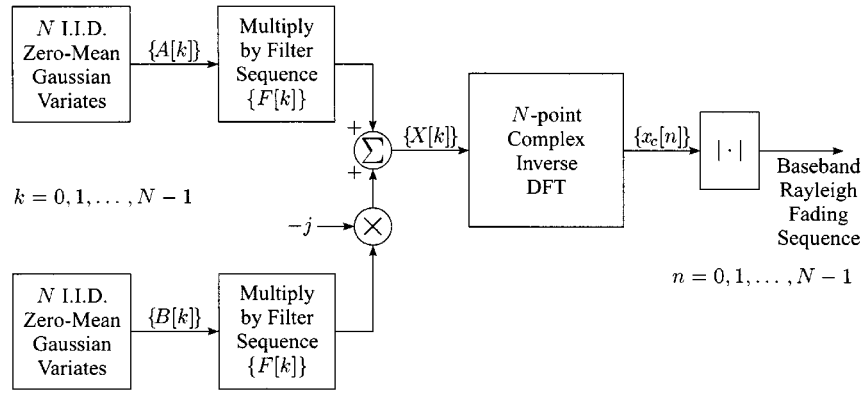 N I.I.D.
Zero-Mean
Gaussian
Variates
{A[k]}
Multiply
by Filter
Sequence
{F[k]}
+
+
Σ
{X[k]}
N-point
Complex
Inverse
DFT
{x_c[n]}
| · |
Baseband
Rayleigh
Fading
Sequence
k = 0, 1, . . . , N − 1
−j
×
n = 0, 1, . . . , N − 1
N I.I.D.
Zero-Mean
Gaussian
Variates
{B[k]}
Multiply
by Filter
Sequence
{F[k]}